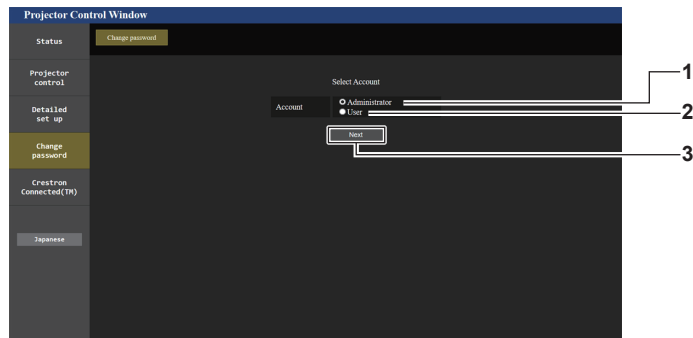 Projector Control Window
Status
Change password
Projector
control
Detailed
set up
Change
password
Crestron
Connected(TM)
Japanese
Select Account
Account
Administrator
User
Next
1
2
3